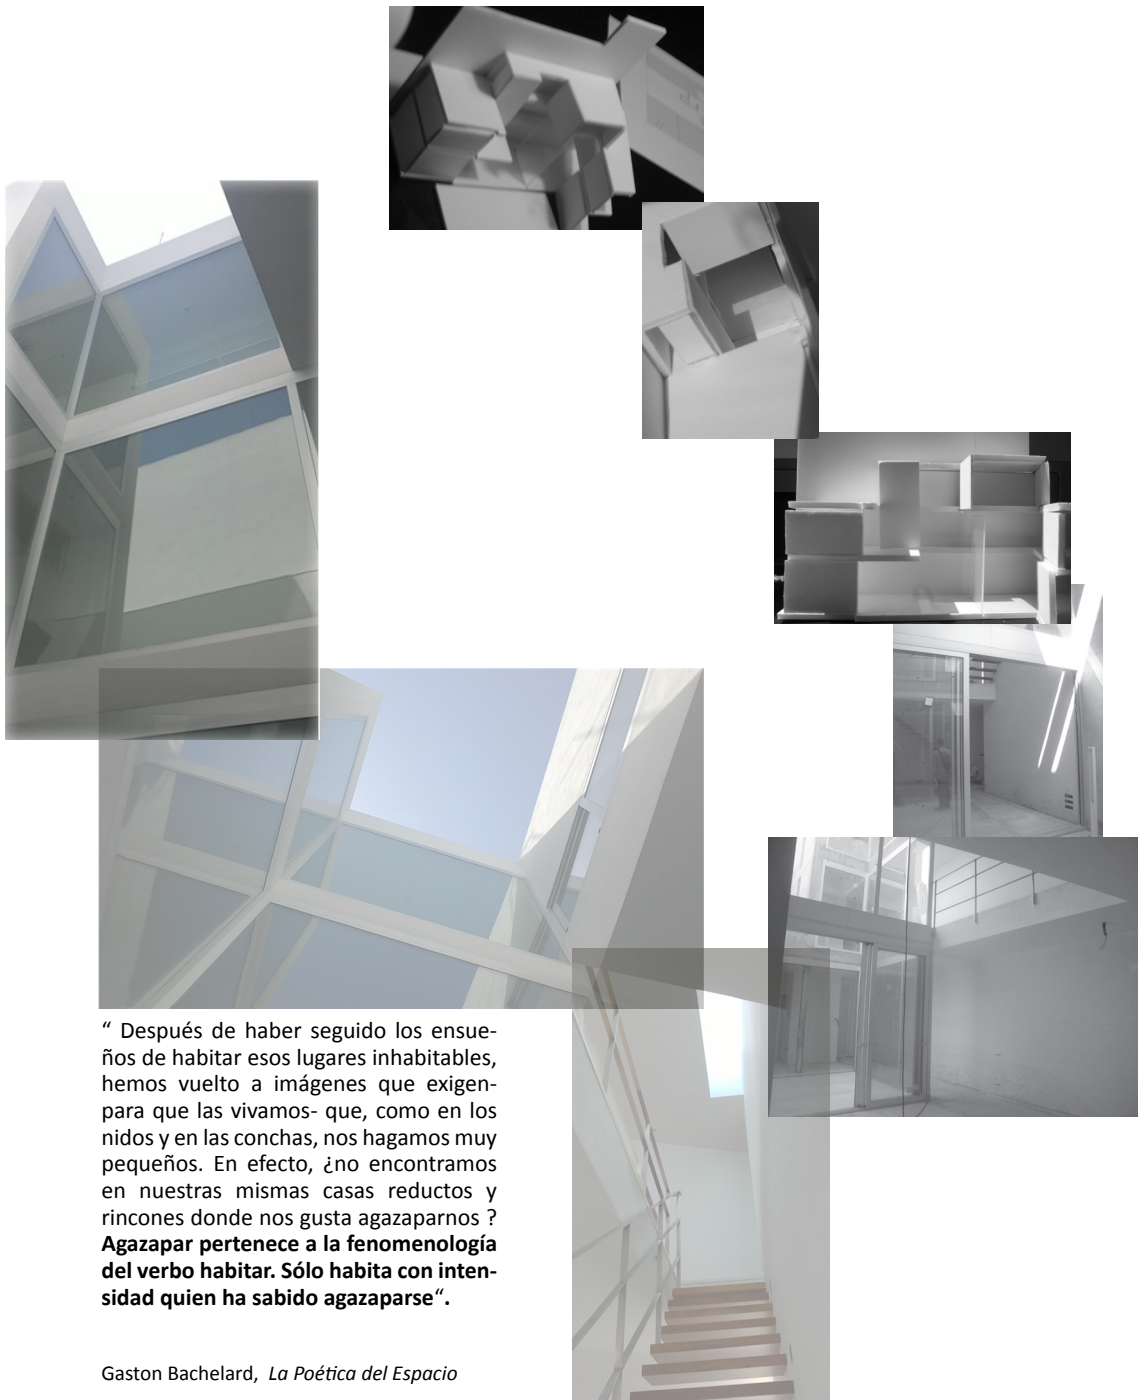 “ Después de haber seguido los ensue-
ños de habitar esos lugares inhabitables,
hemos vuelto a imágenes que exigen-
para que las vivamos- que, como en los
nidos y en las conchas, nos hagamos muy
pequeños. En efecto, ¿no encontramos
en nuestras mismas casas reductos y
rincones donde nos gusta agazaparnos ?
Agazapar pertenece a la fenomenología
del verbo habitar. Sólo habita con inten-
sidad quien ha sabido agazaparse“.
Gaston Bachelard, La Poética del Espacio